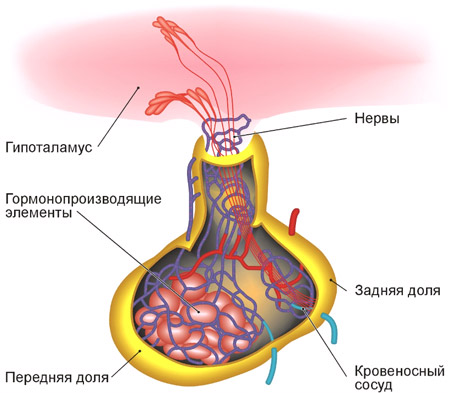 Нервы
Гипоталамус
Гормонопроизводящие
элементы
Задняя доля
Передняя доля
Кровеносный
сосуд